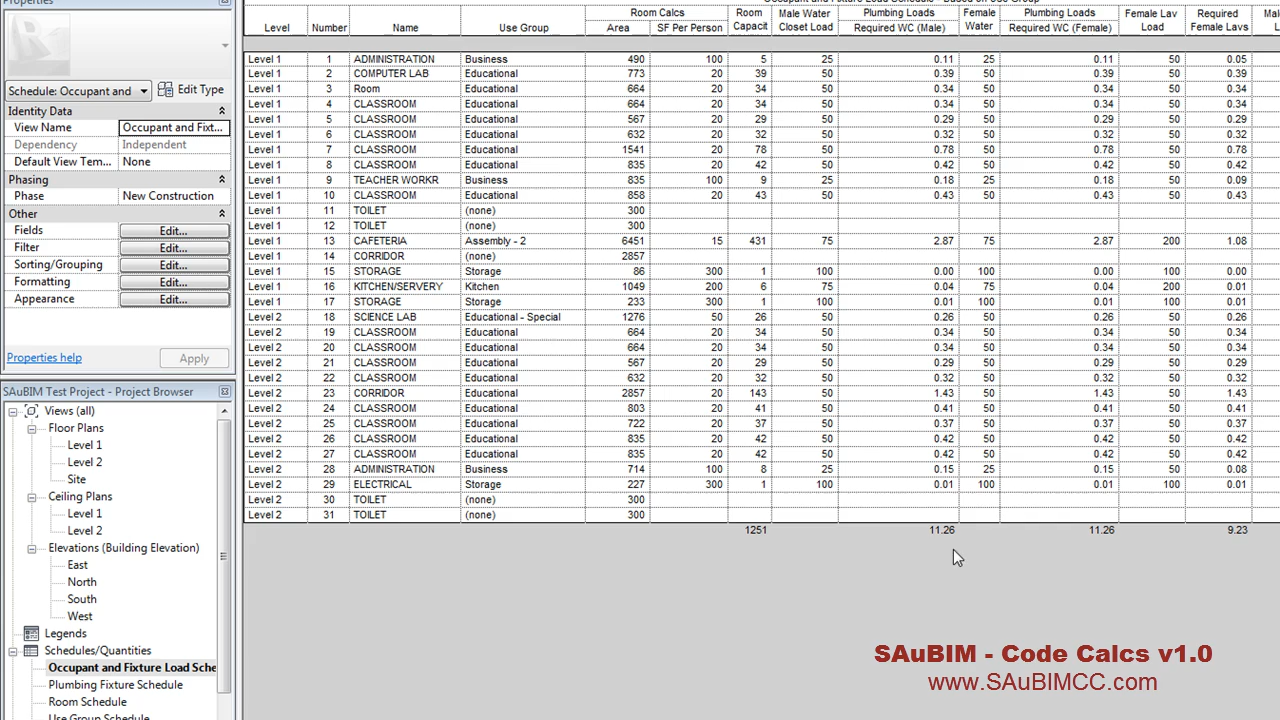 Properties
Schedule: Occupant and
Edit Type
Identity Data
View Name Occupant and Fixt...
Dependency Independent
Default View Tem... None
Phasing
Phase New Construction
Other
Fields Edit...
Filter Edit...
Sorting/Grouping Edit...
Formatting Edit...
Appearance Edit...
Properties help
Apply
SAuBIM Test Project - Project Browser
Views (all)
Floor Plans
Level 1
Level 2
Site
Ceiling Plans
Level 1
Level 2
Elevations (Building Elevation)
East
North
South
West
Legends
Schedules/Quantities
Occupant and Fixture Load Sche
Plumbing Fixture Schedule
Room Schedule
Use Group Schedule
Occupant and Fixture Load Schedule - Based on Use Group
Room Calcs Room Male Water Plumbing Loads Female Plumbing Loads Female Lav Required
Level Number Name Use Group Area SF Per Person Capacit Closet Load Required WC (Male) Water Required WC (Female) Load Female Lavs
Level 1 1 ADMINISTRATION Business 490 100 5 25 0.11 25 0.11 50 0.05
Level 1 2 COMPUTER LAB Educational 773 20 39 50 0.39 50 0.39 50 0.39
Level 1 3 Room Educational 664 20 34 50 0.34 50 0.34 50 0.34
Level 1 4 CLASSROOM Educational 664 20 34 50 0.34 50 0.34 50 0.34
Level 1 5 CLASSROOM Educational 567 20 29 50 0.29 50 0.29 50 0.29
Level 1 6 CLASSROOM Educational 632 20 32 50 0.32 50 0.32 50 0.32
Level 1 7 CLASSROOM Educational 1541 20 78 50 0.78 50 0.78 50 0.78
Level 1 8 CLASSROOM Educational 835 20 42 50 0.42 50 0.42 50 0.42
Level 1 9 TEACHER WORKR Business 835 100 9 25 0.18 25 0.18 50 0.09
Level 1 10 CLASSROOM Educational 858 20 43 50 0.43 50 0.43 50 0.43
Level 1 11 TOILET (none) 300
Level 1 12 TOILET (none) 300
Level 1 13 CAFETERIA Assembly - 2 6451 15 431 75 2.87 75 2.87 200 1.08
Level 1 14 CORRIDOR (none) 2857
Level 1 15 STORAGE Storage 86 300 1 100 0.00 100 0.00 100 0.00
Level 1 16 KITCHEN/SERVERY Kitchen 1049 200 6 75 0.04 75 0.04 200 0.01
Level 1 17 STORAGE Storage 233 300 1 100 0.01 100 0.01 100 0.01
Level 2 18 SCIENCE LAB Educational - Special 1276 50 26 50 0.26 50 0.26 50 0.26
Level 2 19 CLASSROOM Educational 664 20 34 50 0.34 50 0.34 50 0.34
Level 2 20 CLASSROOM Educational 664 20 34 50 0.34 50 0.34 50 0.34
Level 2 21 CLASSROOM Educational 567 20 29 50 0.29 50 0.29 50 0.29
Level 2 22 CLASSROOM Educational 632 20 32 50 0.32 50 0.32 50 0.32
Level 2 23 CORRIDOR Educational 2857 20 143 50 1.43 50 1.43 50 1.43
Level 2 24 CLASSROOM Educational 803 20 41 50 0.41 50 0.41 50 0.41
Level 2 25 CLASSROOM Educational 722 20 37 50 0.37 50 0.37 50 0.37
Level 2 26 CLASSROOM Educational 835 20 42 50 0.42 50 0.42 50 0.42
Level 2 27 CLASSROOM Educational 835 20 42 50 0.42 50 0.42 50 0.42
Level 2 28 ADMINISTRATION Business 714 100 8 25 0.15 25 0.15 50 0.08
Level 2 29 ELECTRICAL Storage 227 300 1 100 0.01 100 0.01 100 0.01
Level 2 30 TOILET (none) 300
Level 2 31 TOILET (none) 300
1251 11.26 11.26 9.23
SAuBIM - Code Calcs v1.0
www.SAuBIMCC.com